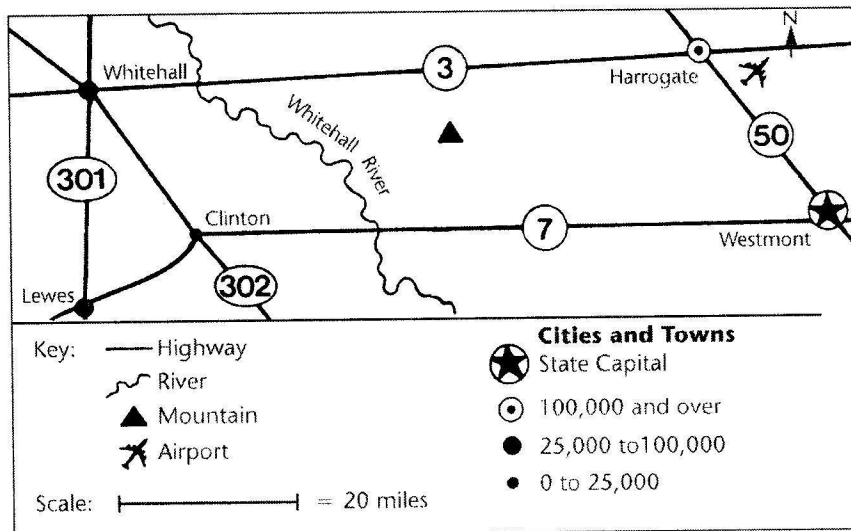 N
Whitehall
3
Harrogate
Whitehall River
50
301
Clinton
7
Westmont
302
Lewes
Key:
Highway
River
Mountain
Airport
Scale:
= 20 miles
Cities and Towns
State Capital
100,000 and over
25,000 to100,000
0 to 25,000